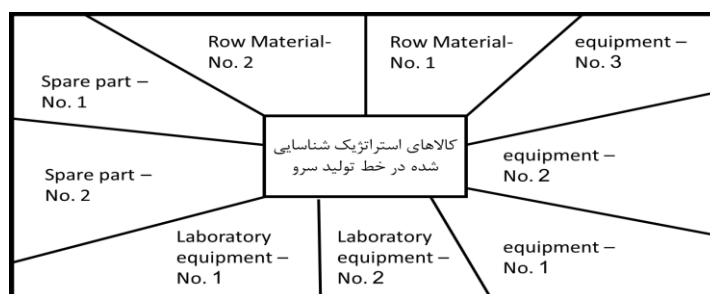 Row Material-
No. 2
Row Material-
No. 1
equipment –
No. 3
Spare part –
No. 1
کالاهای استراتژیک شناسایی
شده در خط تولید سرو
equipment –
No. 2
Spare part –
No. 2
Laboratory
equipment –
No. 1
Laboratory
equipment –
No. 2
equipment –
No. 1